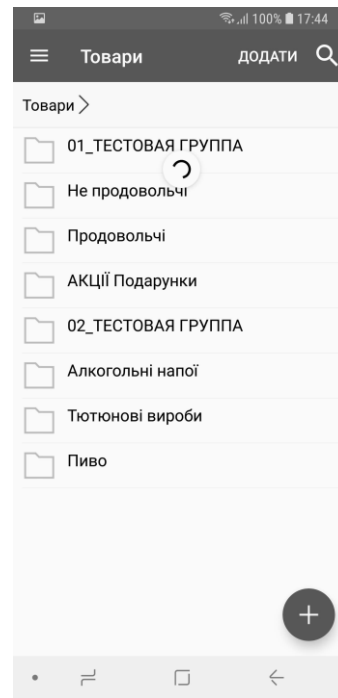 100% 17:44
Товари ДОДАТИ
Товари >
01_ТЕСТОВАЯ ГРУППА
Не продовольчі
Продовольчі
АКЦІЇ Подарунки
02_ТЕСТОВАЯ ГРУППА
Алкогольні напої
Тютюнові вироби
Пиво